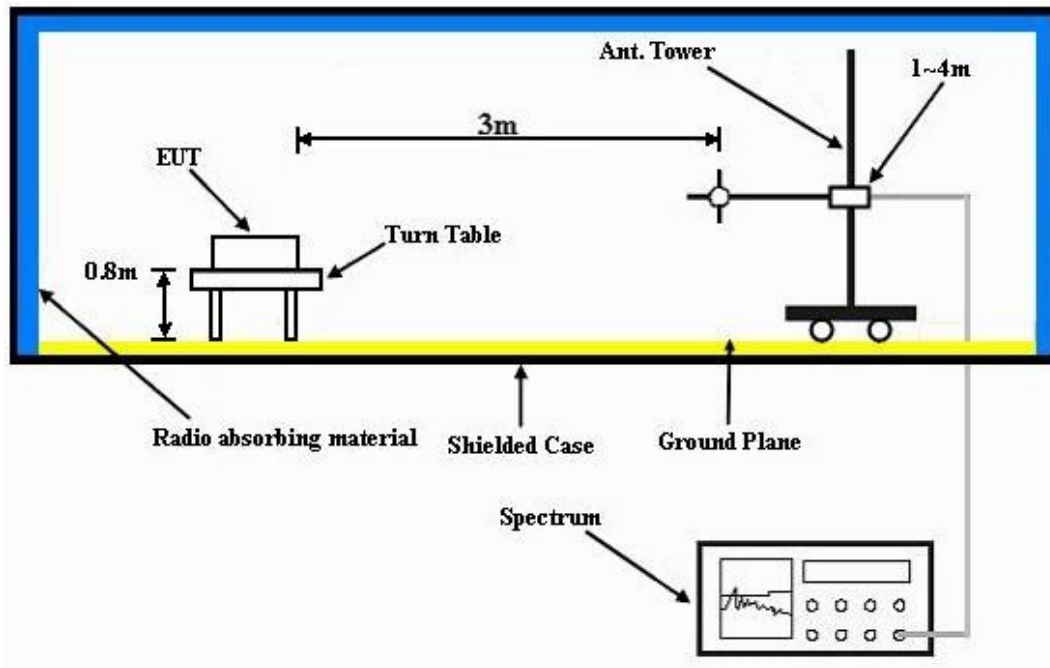 Ant. Tower
1~4m
3m
EUT
Turn Table
0.8m
Radio absorbing material
Shielded Case
Ground Plane
Spectrum